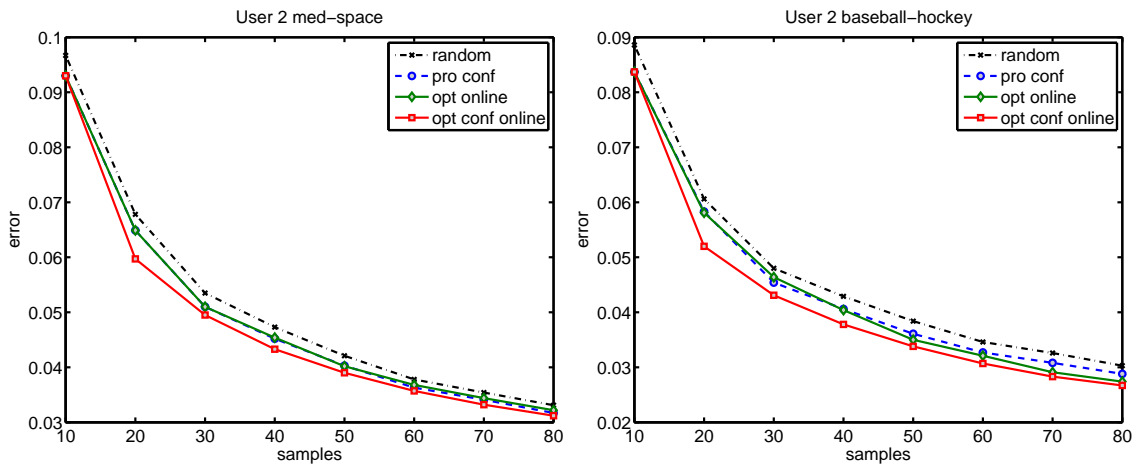 User 2 med−space
0.1
0.09
0.08
0.07
0.06
0.05
0.04
0.03
error
10 20 30 40 50 60 70 80
samples
random
pro conf
opt online
opt conf online
User 2 baseball−hockey
0.09
0.08
0.07
0.06
0.05
0.04
0.03
0.02
error
10 20 30 40 50 60 70 80
samples
random
pro conf
opt online
opt conf online